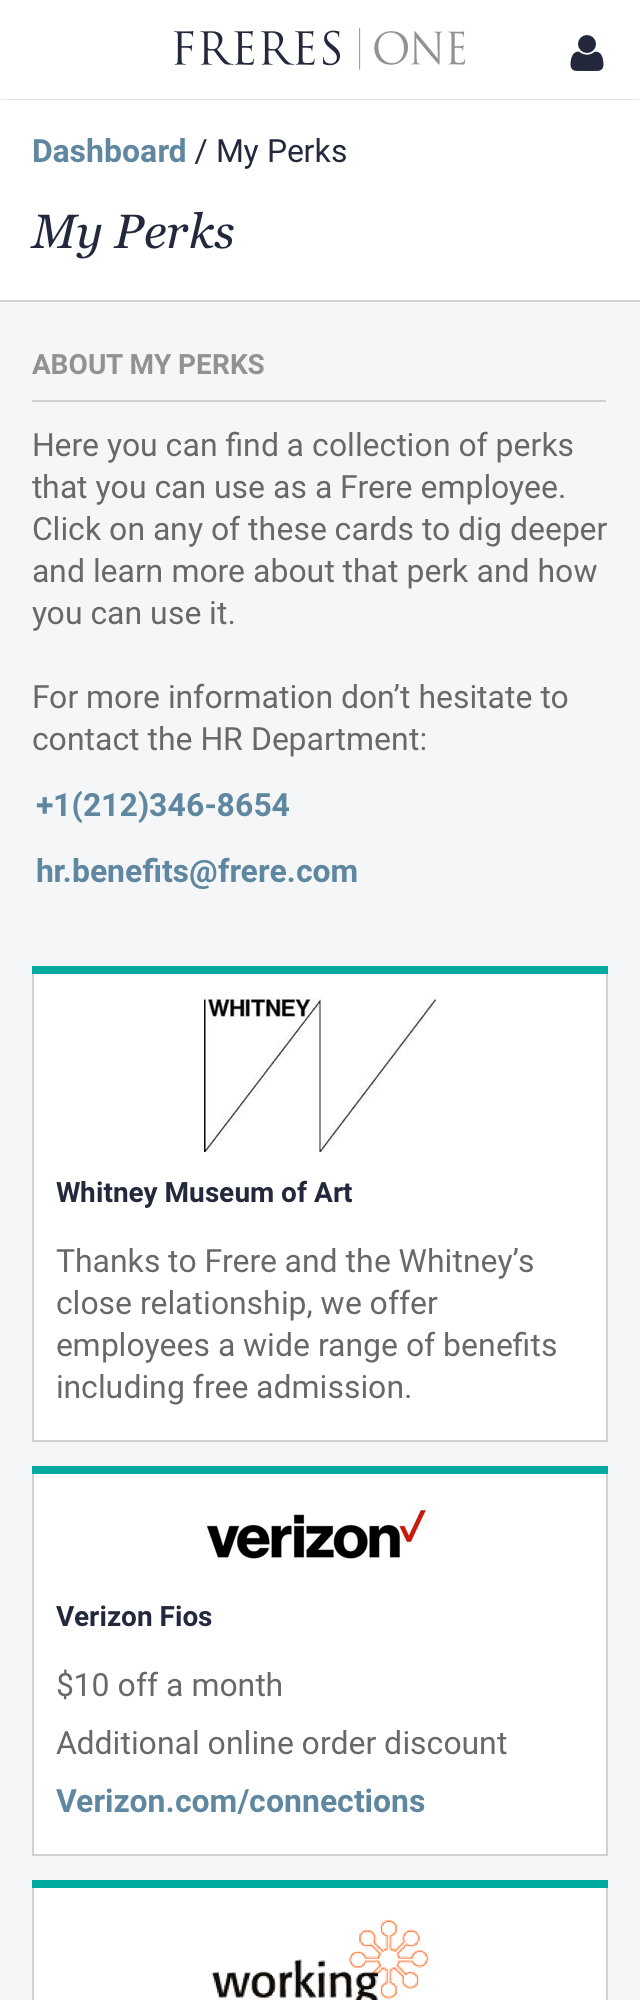 FRERES | ONE
Dashboard / My Perks
My Perks
ABOUT MY PERKS
Here you can find a collection of perks
that you can use as a Frere employee.
Click on any of these cards to dig deeper
and learn more about that perk and how
you can use it.
For more information don’t hesitate to
contact the HR Department:
+1(212)346-8654
hr.benefits@frere.com
WHITNEY
Whitney Museum of Art
Thanks to Frere and the Whitney’s
close relationship, we offer
employees a wide range of benefits
including free admission.
verizon✓
Verizon Fios
$10 off a month
Additional online order discount
Verizon.com/connections
working